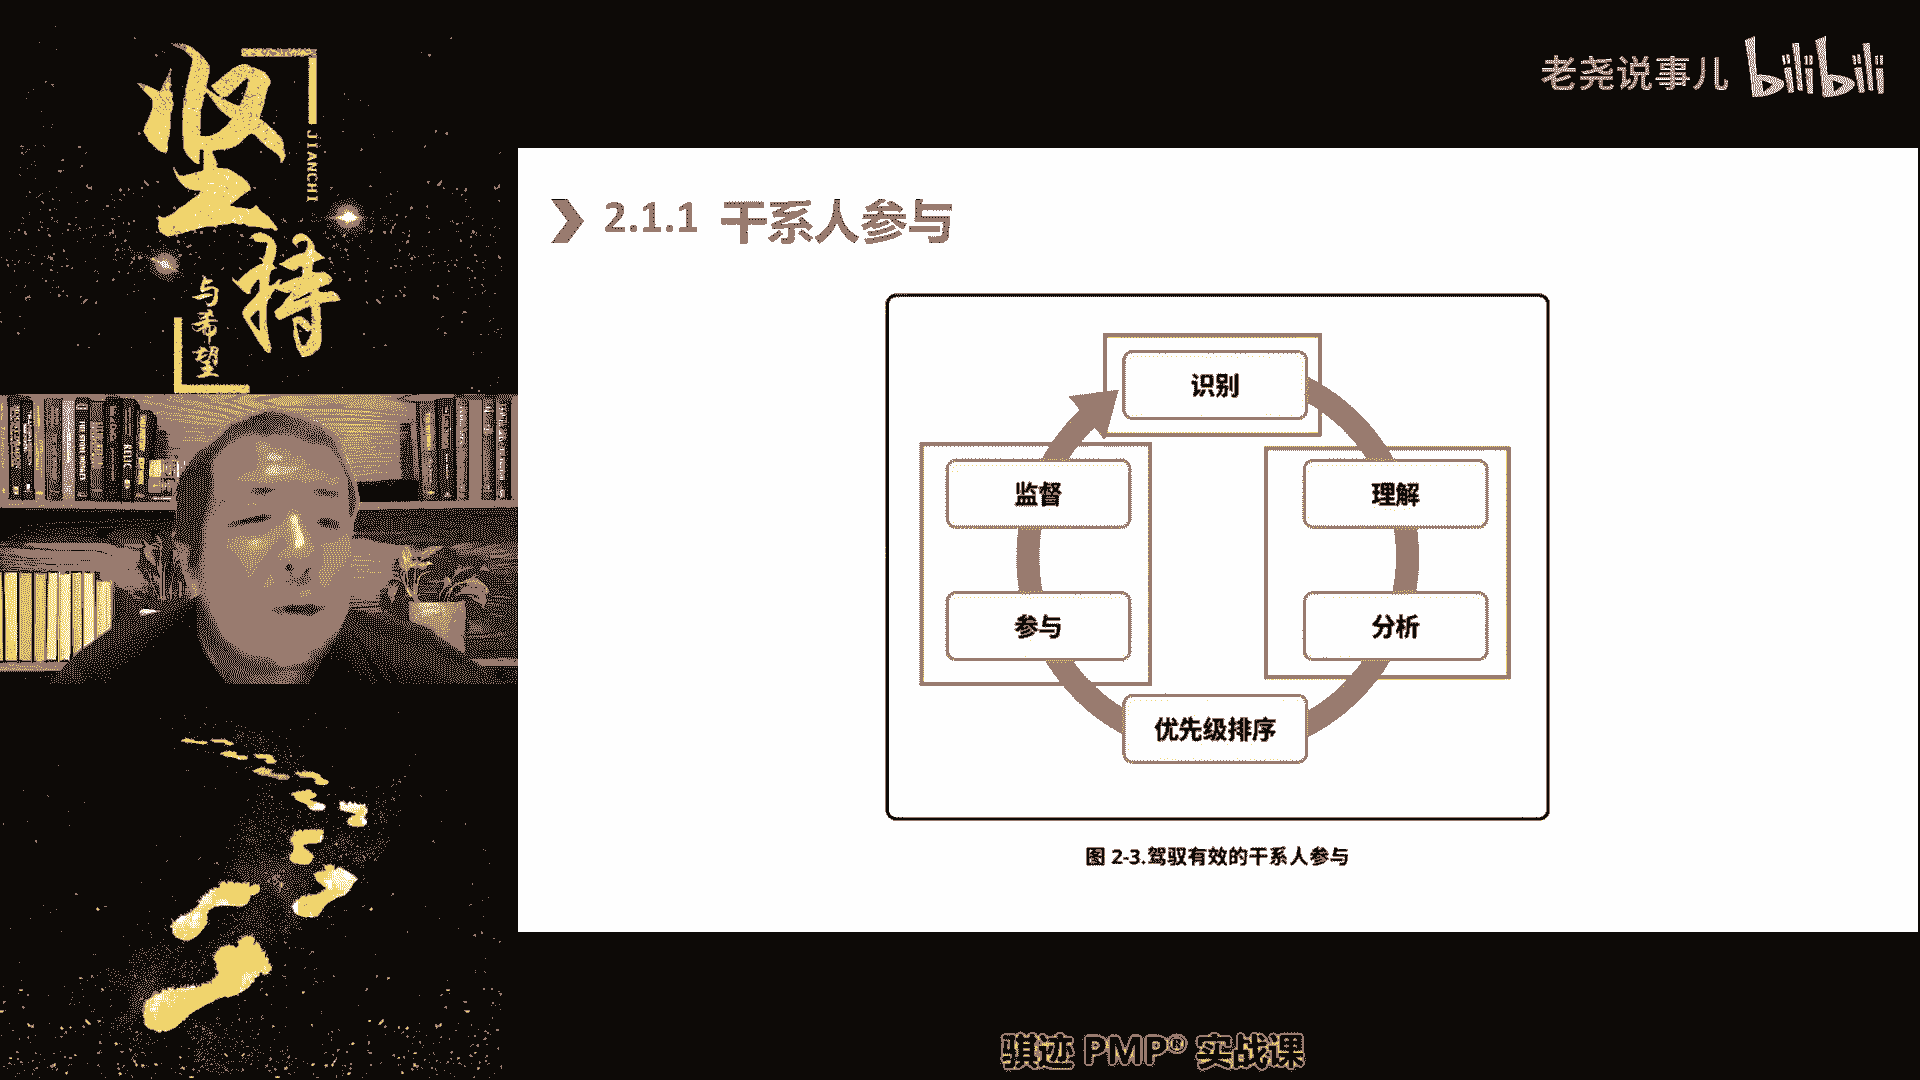 坚持
JIANCHI
与希望
老尧说事儿 bilibili
2.1.1 干系人参与
识别
监督
理解
参与
分析
优先级排序
图 2-3.驾驭有效的干系人参与
骐迹 PMP® 实战课